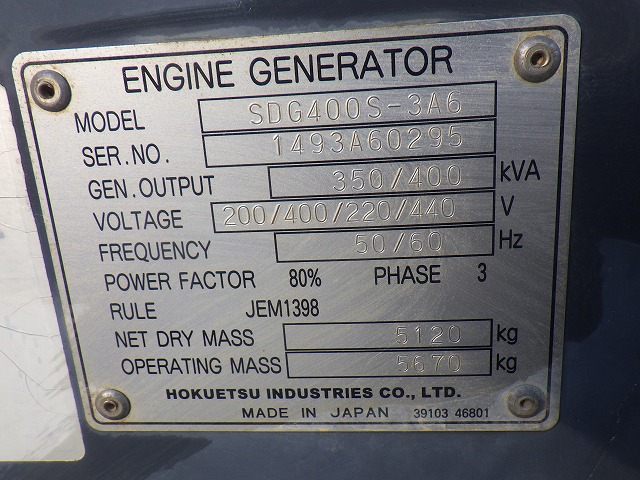 ENGINE GENERATOR
MODEL SDG400S-3A6
SER.NO. 1493A60295
GEN.OUTPUT 350/400 kVA
VOLTAGE 200/400/220/440 V
FREQUENCY 50/60 Hz
POWER FACTOR 80% PHASE 3
RULE JEM1398
NET DRY MASS 5120 kg
OPERATING MASS 5670 kg
HOKUETSU INDUSTRIES CO., LTD.
MADE IN JAPAN 39103 46801